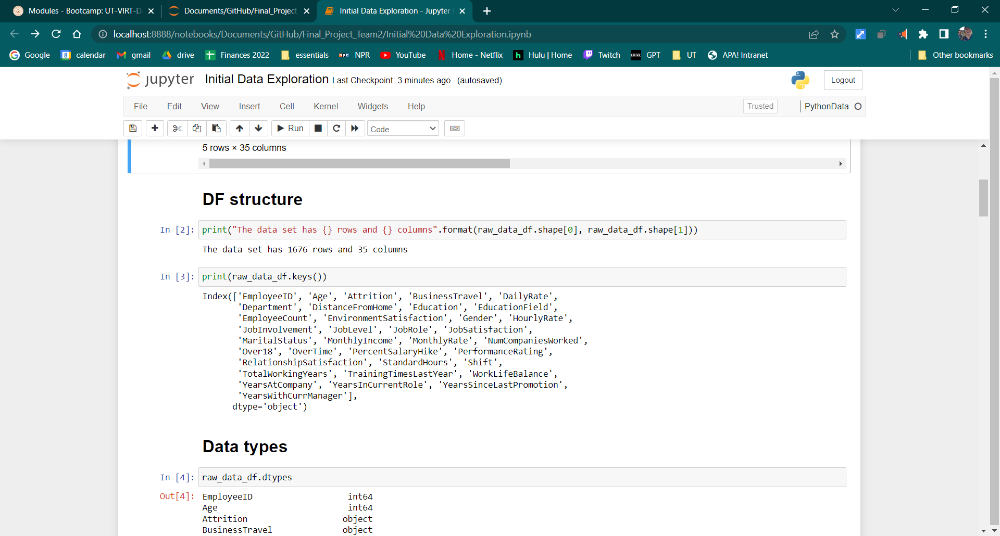 Modules - Bootcamp: UT-VIRT-D
Documents/GitHub/Final_Project
Initial Data Exploration - Jupyter
localhost:8888/notebooks/Documents/GitHub/Final_Project_Team2/Initial%20Data%20Exploration.ipynb
Google calendar gmail drive Finances 2022 essentials npr NPR YouTube Home - Netflix h Hulu | Home Twitch GPT UT APA! Intranet Other bookmarks
jupyter Initial Data Exploration Last Checkpoint: 3 minutes ago (autosaved) Logout
File Edit View Insert Cell Kernel Widgets Help Trusted PythonData
Run Code
5 rows × 35 columns
DF structure
In [2]: print("The data set has {} rows and {} columns".format(raw_data_df.shape[0], raw_data_df.shape[1]))
The data set has 1676 rows and 35 columns
In [3]: print(raw_data_df.keys())
Index(['EmployeeID', 'Age', 'Attrition', 'BusinessTravel', 'DailyRate',
'Department', 'DistanceFromHome', 'Education', 'EducationField',
'EmployeeCount', 'EnvironmentSatisfaction', 'Gender', 'HourlyRate',
'JobInvolvement', 'JobLevel', 'JobRole', 'JobSatisfaction',
'MaritalStatus', 'MonthlyIncome', 'MonthlyRate', 'NumCompaniesWorked',
'Over18', 'OverTime', 'PercentSalaryHike', 'PerformanceRating',
'RelationshipSatisfaction', 'StandardHours', 'Shift',
'TotalWorkingYears', 'TrainingTimesLastYear', 'WorkLifeBalance',
'YearsAtCompany', 'YearsInCurrentRole', 'YearsSinceLastPromotion',
'YearsWithCurrManager'],
dtype='object')
Data types
In [4]: raw_data_df.dtypes
Out[4]: EmployeeID int64
Age int64
Attrition object
BusinessTravel object